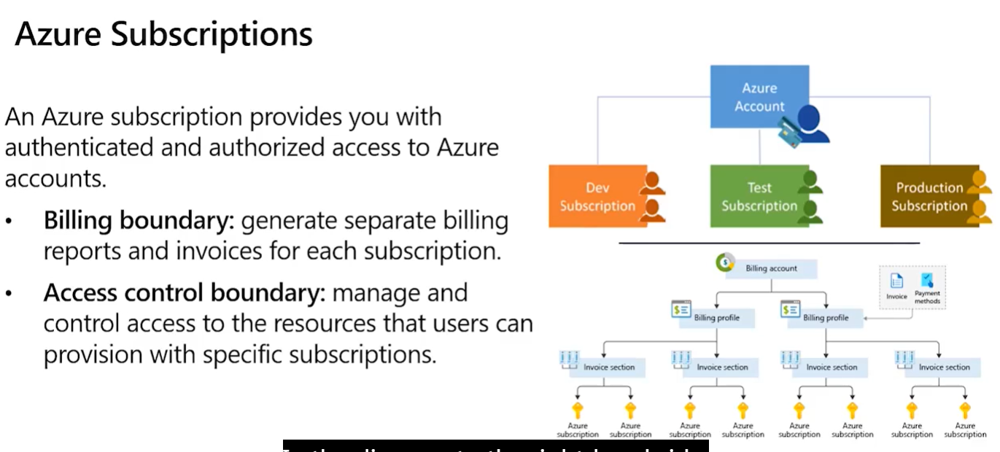 Azure Subscriptions
An Azure subscription provides you with
authenticated and authorized access to Azure
accounts.
• Billing boundary: generate separate billing
reports and invoices for each subscription.
• Access control boundary: manage and
control access to the resources that users can
provision with specific subscriptions.
Azure
Account
Dev
Subscription
Test
Subscription
Production
Subscription
Billing account
Invoice
Payment
methods
Billing profile
Billing profile
Invoice section
Invoice section
Invoice section
Invoice section
Azure
subscription
Azure
subscription
Azure
subscription
Azure
subscription
Azure
subscription
Azure
subscription
Azure
subscription
Azure
subscription